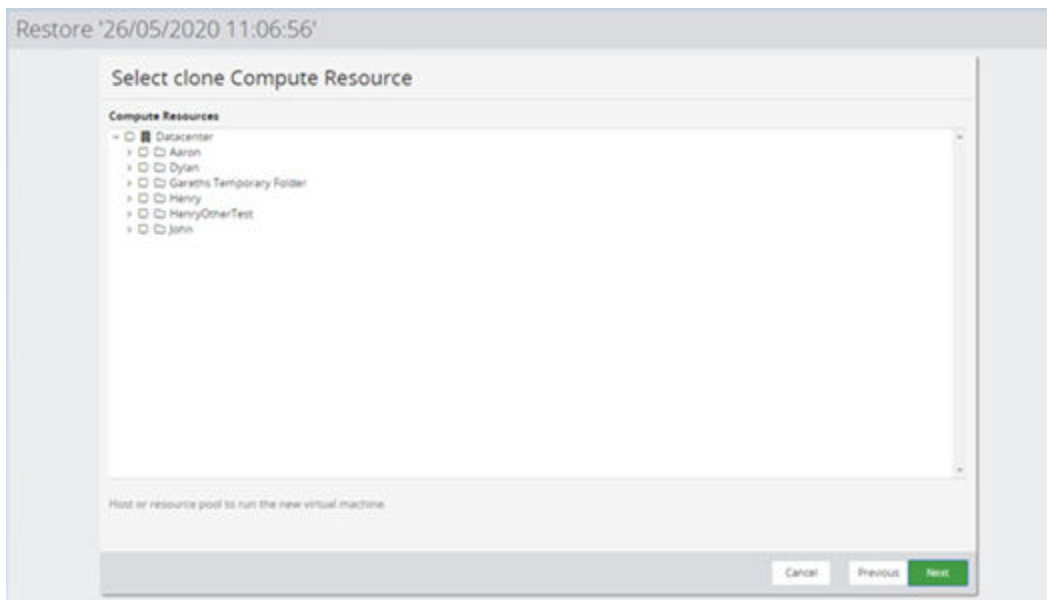 Restore '26/05/2020 11:06:56'
Select clone Compute Resource
Compute Resources
Datacenter
Aaron
Dylan
Gareths Temporary Folder
Henry
HenryOtherTest
John
Host or resource pool to run the new virtual machine.
Cancel Previous Next